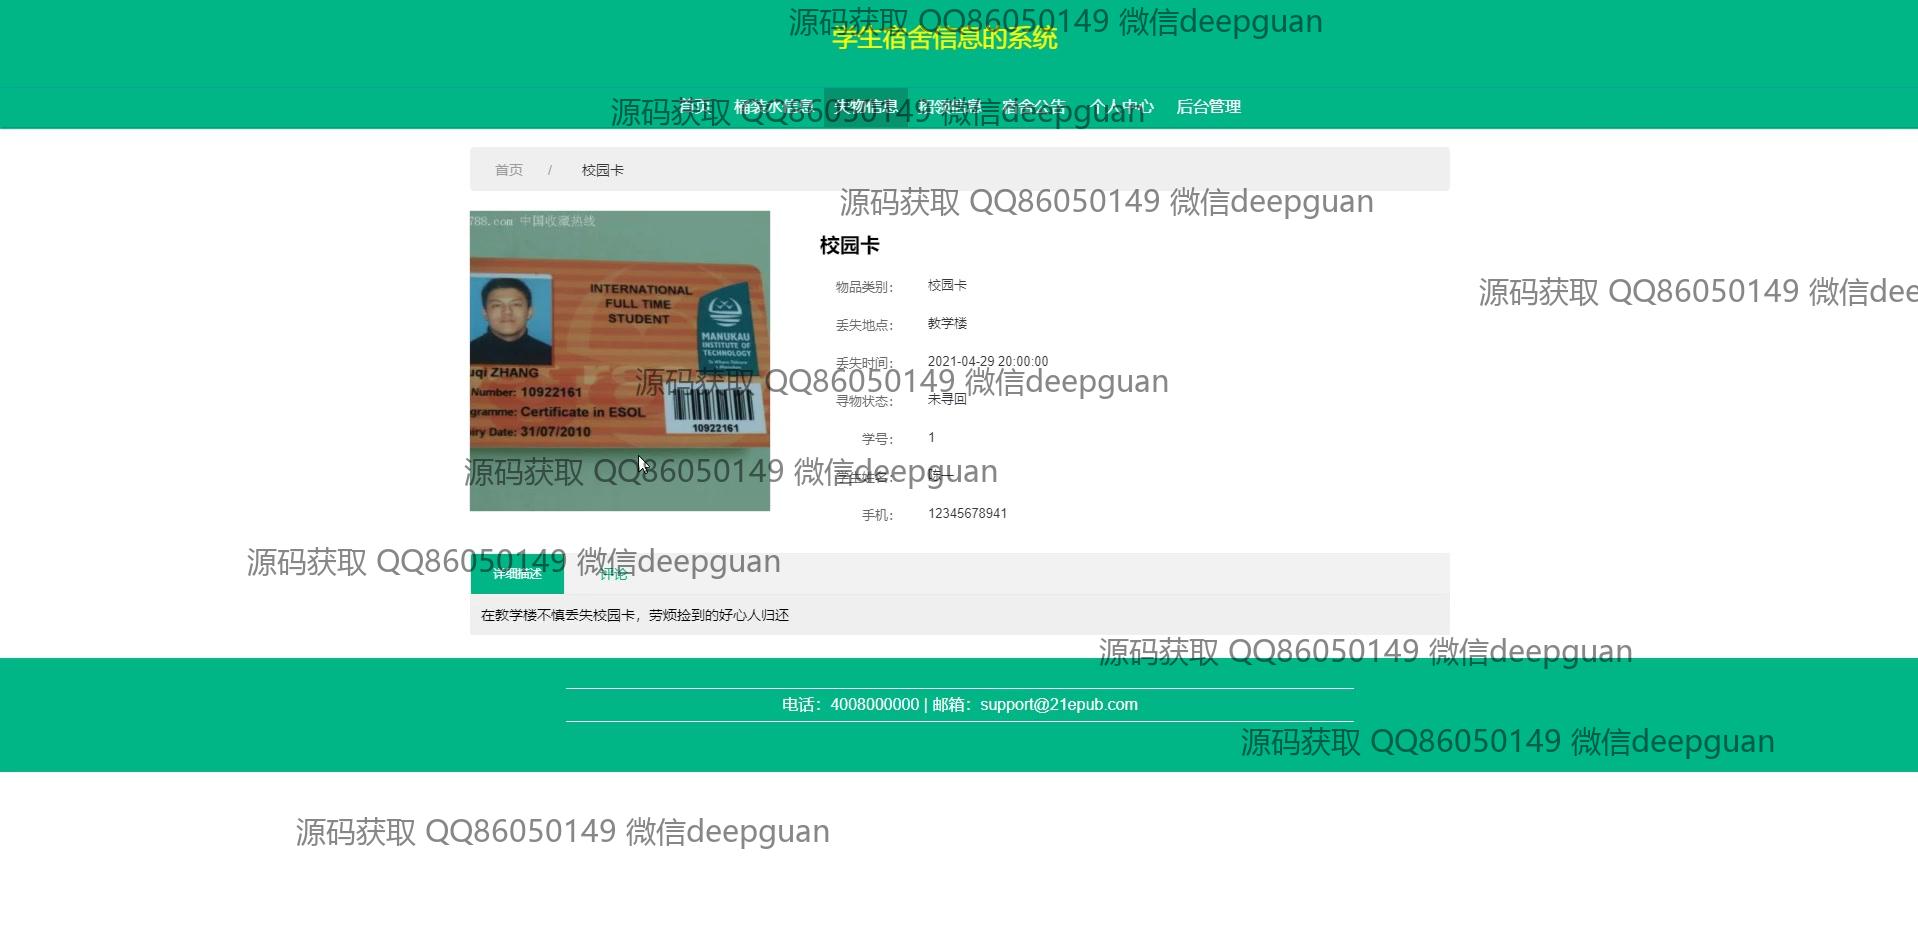 源码获取 QQ86050149 微信deepguan
学生宿舍信息的系统
首页 桶装水信息 失物信息 招领信息 宿舍公告 个人中心 后台管理
源码获取 QQ86050149 微信deepguan
首页 / 校园卡
源码获取 QQ86050149 微信deepguan
788.com 中国收藏热线
INTERNATIONAL
FULL TIME
STUDENT
MANUKAU
INSTITUTE OF
TECHNOLOGY
uqi ZHANG
Number: 10922161
gramme: Certificate in ESOL
iry Date: 31/07/2010
10922161
校园卡
物品类别： 校园卡
源码获取 QQ86050149 微信dee
丢失地点： 教学楼
丢失时间： 2021-04-29 20:00:00
源码获取 QQ86050149 微信deepguan
寻物状态： 未寻回
学号： 1
学生姓名：
源码获取 QQ86050149 微信deepguan
手机： 12345678941
源码获取 QQ86050149 微信deepguan
详细描述 评论
在教学楼不慎丢失校园卡，劳烦捡到的好心人归还
源码获取 QQ86050149 微信deepguan
电话：4008000000 | 邮箱：support@21epub.com
源码获取 QQ86050149 微信deepguan
源码获取 QQ86050149 微信deepguan